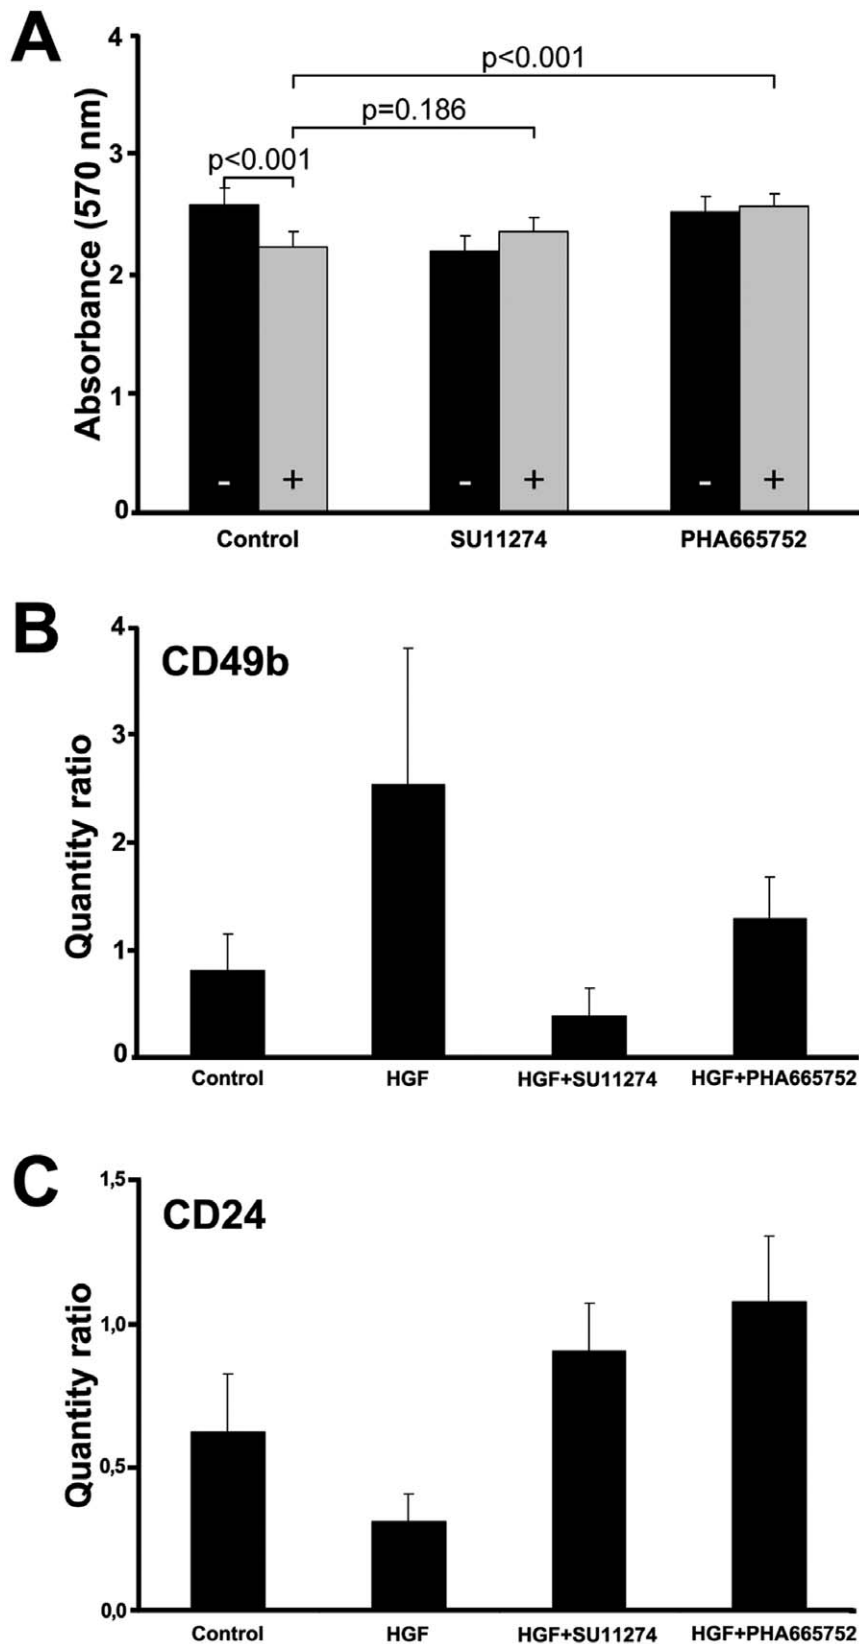 A
4
3
2
1
0
Absorbance (570 nm)
p<0.001
p=0.186
p<0.001
- + - + - +
Control SU11274 PHA665752
B
CD49b
4
3
2
1
0
Quantity ratio
Control HGF HGF+SU11274 HGF+PHA665752
C
CD24
1,5
1,0
0,5
0,0
Quantity ratio
Control HGF HGF+SU11274 HGF+PHA665752